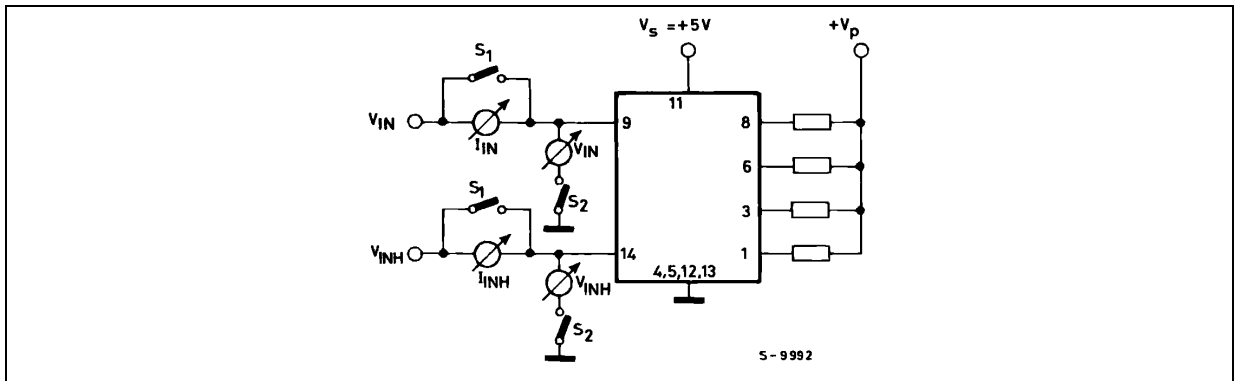 V_S = +5V
+V_p
S_1
11
V_IN
I_IN
9
V_IN
8
S_2
6
S_1
3
V_INH
I_INH
14
V_INH
1
4,5,12,13
S_2
S-9992